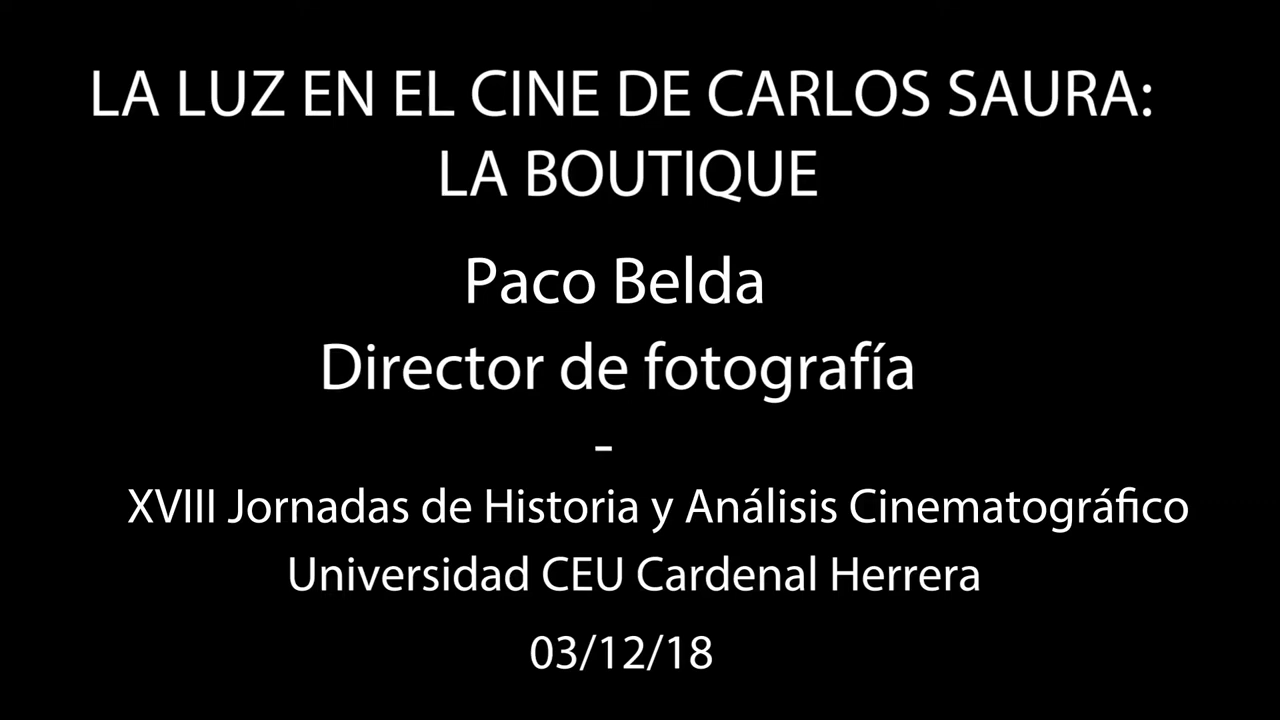 LA LUZ EN EL CINE DE CARLOS SAURA:
LA BOUTIQUE
Paco Belda
Director de fotografía
-
XVIII Jornadas de Historia y Análisis Cinematográfico
Universidad CEU Cardenal Herrera
03/12/18